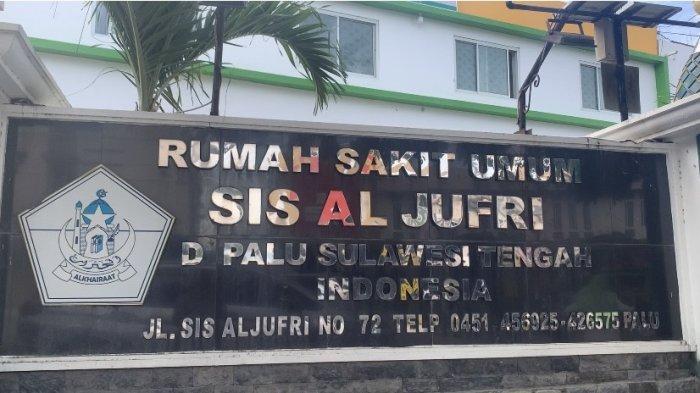 RUMAH SAKIT UMUM
SIS AL JUFRI
D PALU SULAWESI TENGAH
INDONESIA
JL. SIS ALJUFRi NO 72 TELP 0451-456925-426575 PALU
ALKHAIRAAT